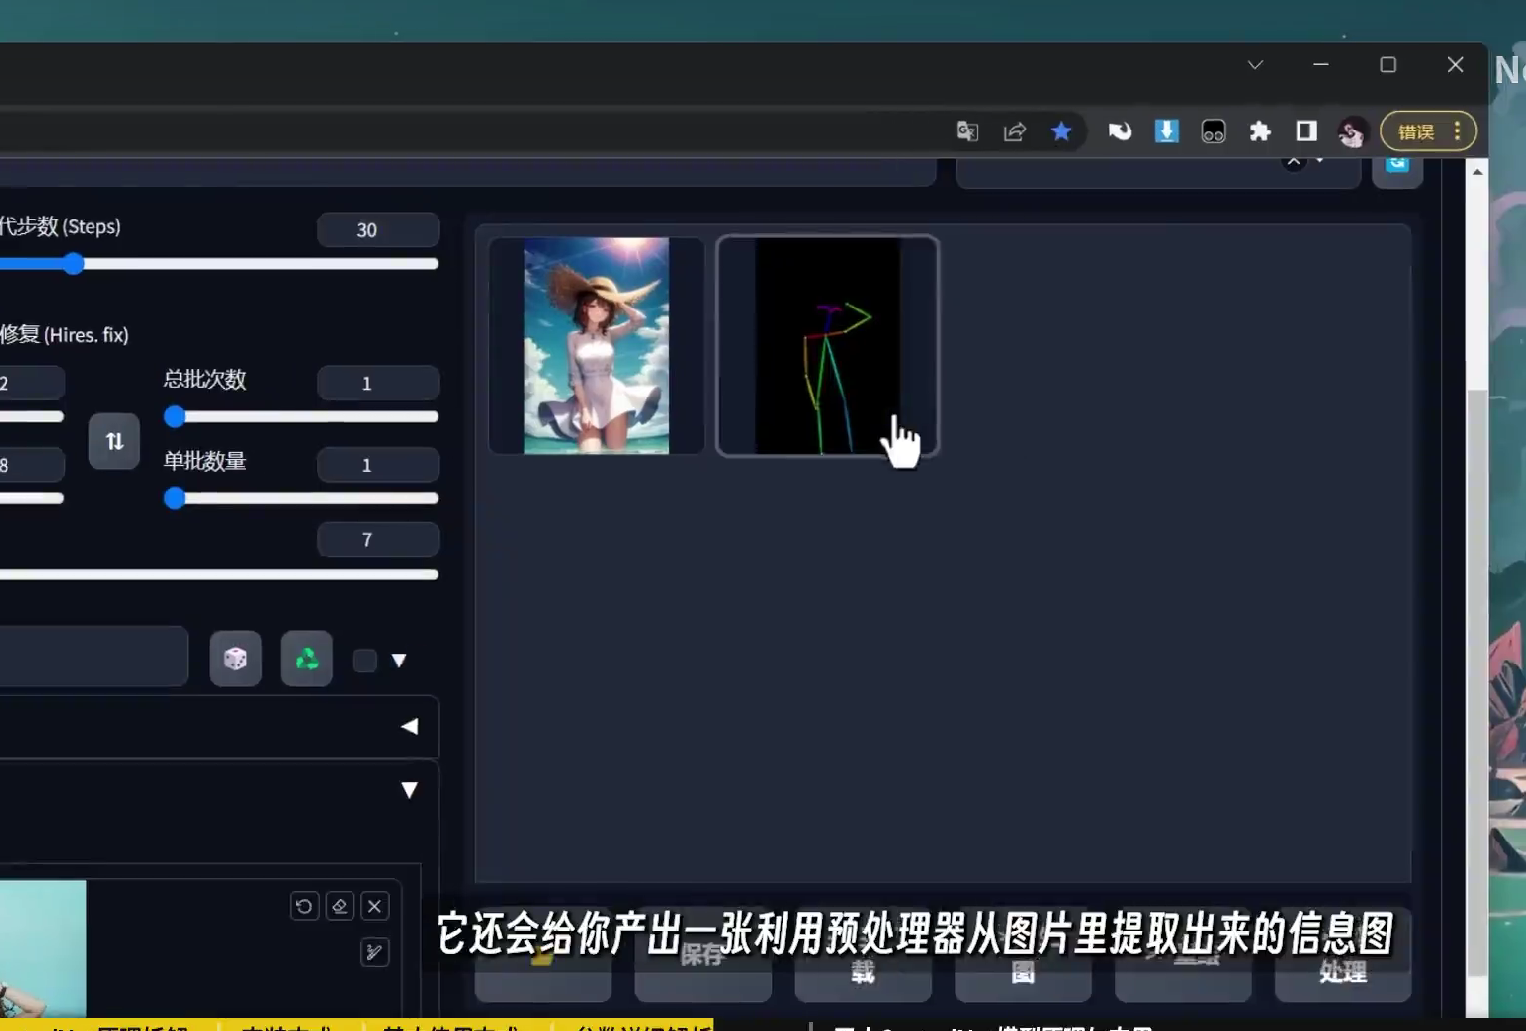 错误
代步数 (Steps)
30
修复 (Hires. fix)
2
总批次数
1
8
单批数量
1
7
它还会给你产出一张利用预处理器从图片里提取出来的信息图
保存
载
图
处理